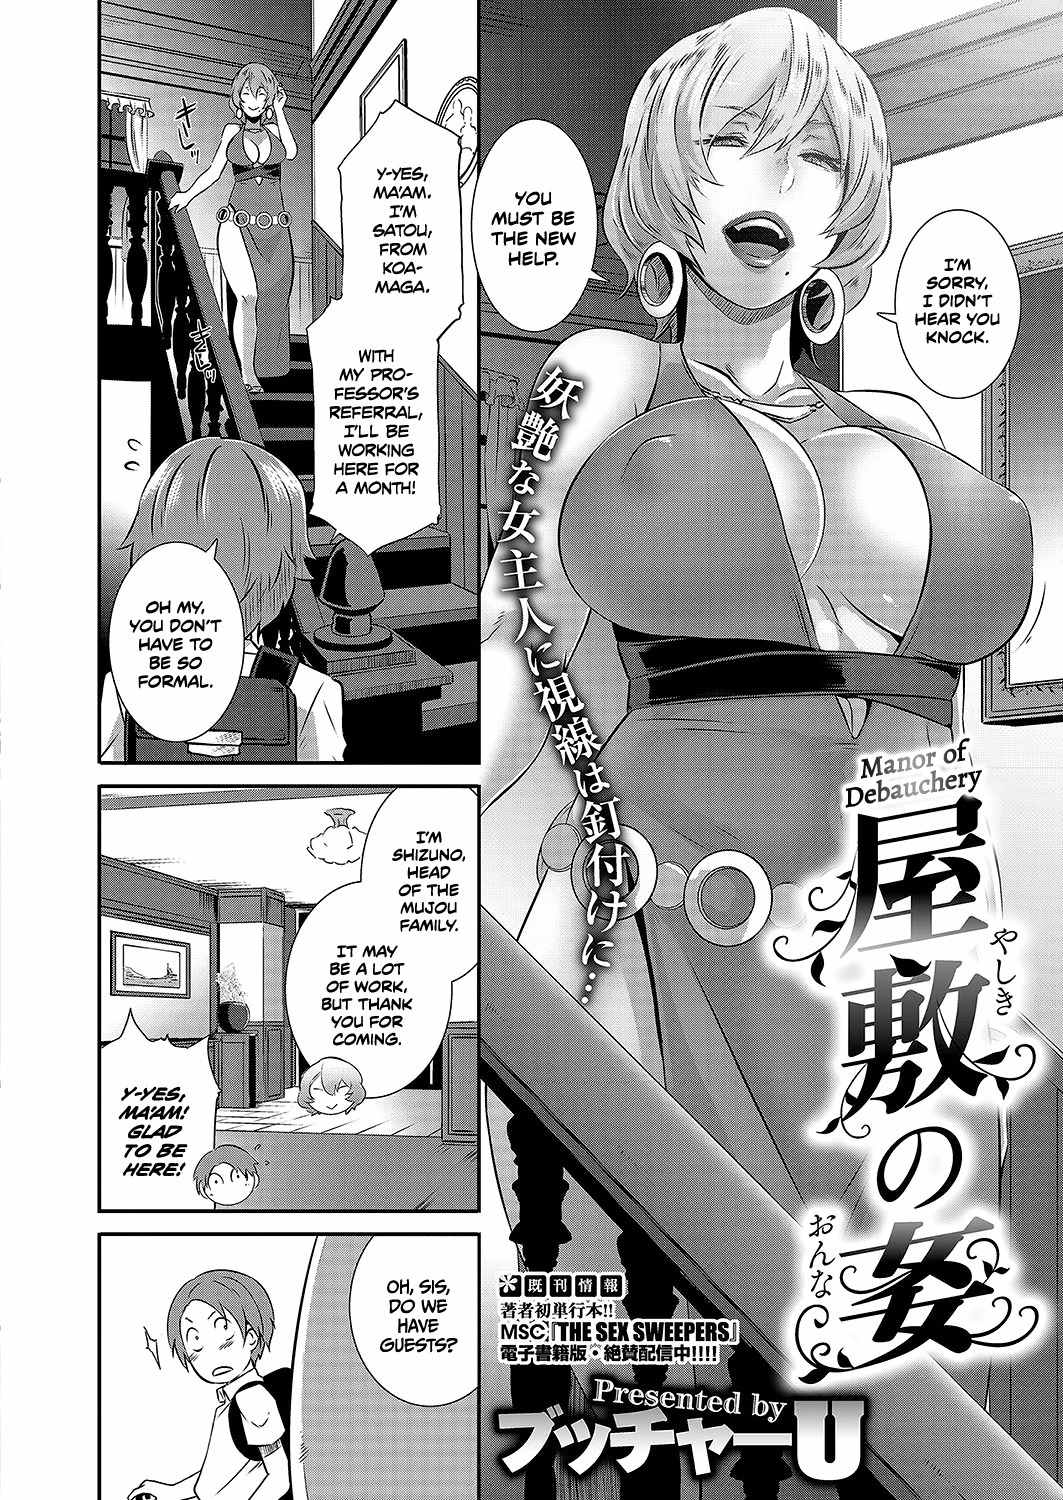 I'M
SORRY,
I DIDN'T
HEAR YOU
KNOCK.
YOU
MUST BE
THE NEW
HELP.
妖艶な女主人に視線は釘付けに…
Manor of
Debauchery
屋敷の姦
やしき
おんな
✻既刊情報
著者初単行本!!
MSC『THE SEX SWEEPERS』
電子書籍版・絶賛配信中!!!!
Presented by
ブッチャーU
Y-YES,
MA'AM.
I'M
SATOU,
FROM
KOA-
MAGA.
WITH
MY PRO-
FESSOR'S
REFERRAL,
I'LL BE
WORKING
HERE FOR
A MONTH!
OH MY,
YOU DON'T
HAVE TO
BE SO
FORMAL.
I'M
SHIZUNO,
HEAD
OF THE
MUJOU
FAMILY.
IT MAY
BE A LOT
OF WORK,
BUT THANK
YOU FOR
COMING.
Y-YES,
MA'AM!
GLAD
TO BE
HERE!
OH, SIS,
DO WE
HAVE
GUESTS?